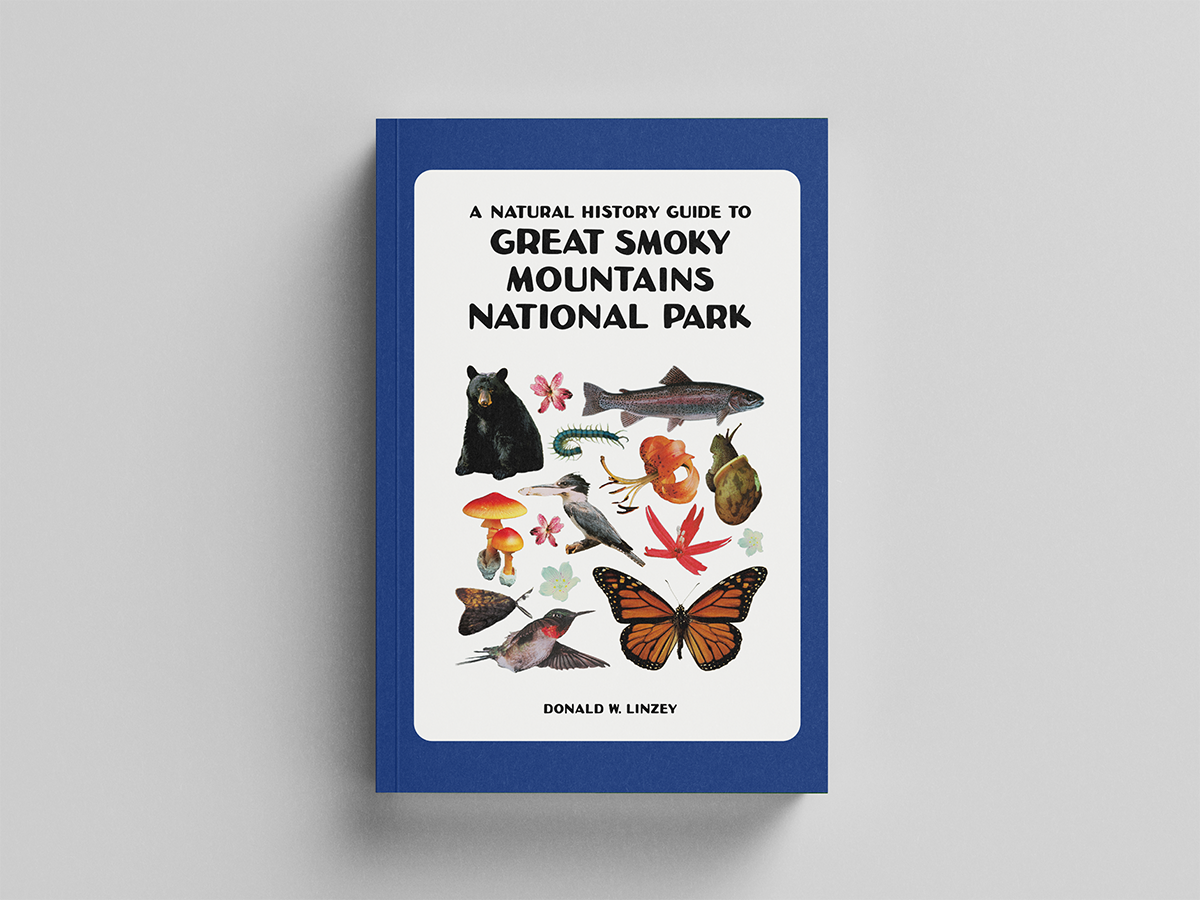 A NATURAL HISTORY GUIDE TO
GREAT SMOKY
MOUNTAINS
NATIONAL PARK
DONALD W. LINZEY